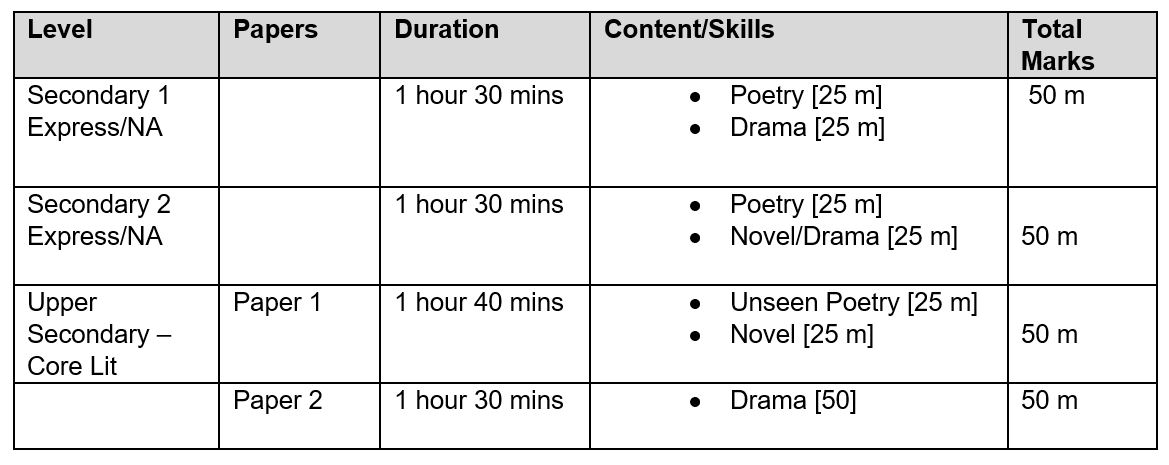 Level Papers Duration Content/Skills Total
Marks
Secondary 1 1 hour 30 mins • Poetry [25 m] 50 m
Express/NA • Drama [25 m]
Secondary 2 1 hour 30 mins • Poetry [25 m]
Express/NA • Novel/Drama [25 m] 50 m
Upper Paper 1 1 hour 40 mins • Unseen Poetry [25 m]
Secondary – • Novel [25 m] 50 m
Core Lit
Paper 2 1 hour 30 mins • Drama [50] 50 m